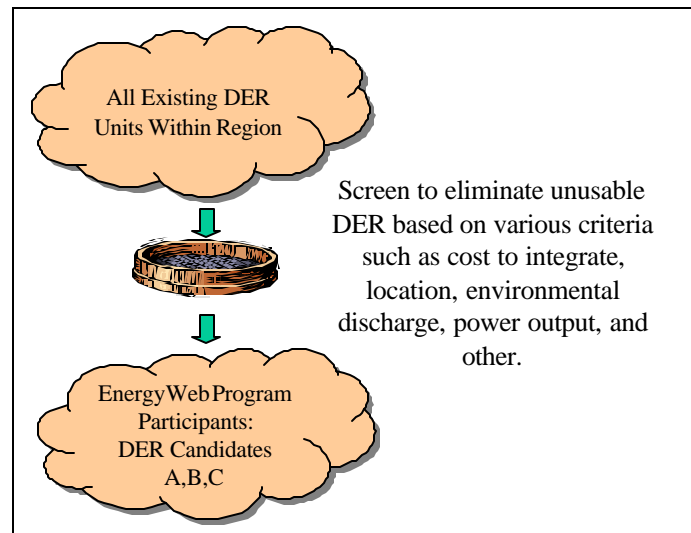 All Existing DER
Units Within Region
Screen to eliminate unusable
DER based on various criteria
such as cost to integrate,
location, environmental
discharge, power output, and
other.
EnergyWeb Program
Participants:
DER Candidates
A,B,C